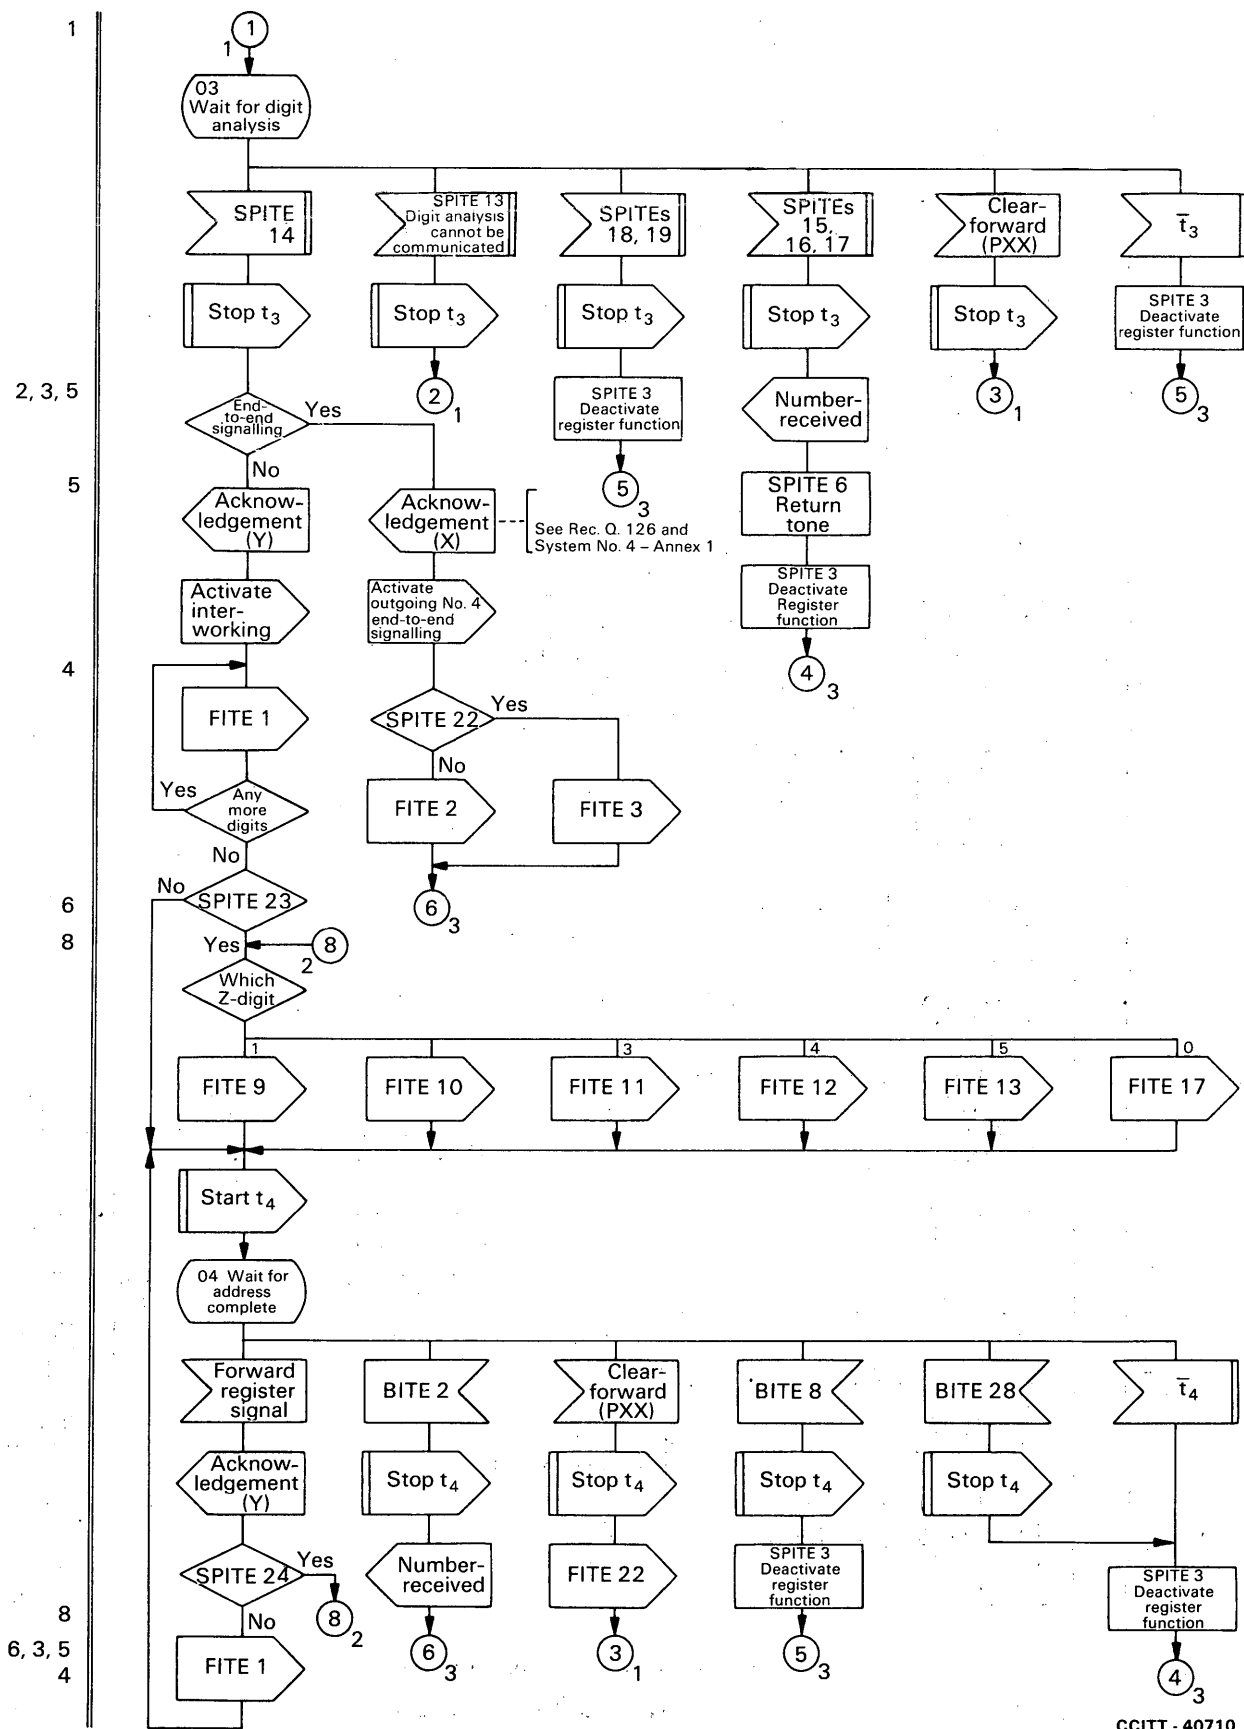 1
1
1
03
Wait for digit
analysis
SPITE
14
SPITE 13
Digit analysis
cannot be
communicated
SPITEs
18, 19
SPITEs
15,
16, 17
Clear-
forward
(PXX)
t̅3
Stop t3
Stop t3
Stop t3
Stop t3
Stop t3
SPITE 3
Deactivate
register function
2, 3, 5
End-
to-end
signalling
Yes
No
2
1
SPITE 3
Deactivate
register function
Number-
received
3
1
5
3
5
Acknow-
ledgement
(Y)
Acknow-
ledgement
(X)
See Rec. Q. 126 and
System No. 4 – Annex 1
5
3
SPITE 6
Return
tone
Activate
inter-
working
Activate
outgoing No. 4
end-to-end
signalling
SPITE 3
Deactivate
Register
function
4
4
3
FITE 1
SPITE 22
Yes
No
Yes
Any
more
digits
No
FITE 2
FITE 3
6
No
SPITE 23
6
3
8
Yes
8
2
Which
Z-digit
1
3
4
5
0
FITE 9
FITE 10
FITE 11
FITE 12
FITE 13
FITE 17
Start t4
04 Wait for
address
complete
Forward
register
signal
BITE 2
Clear-
forward
(PXX)
BITE 8
BITE 28
t̅4
Acknow-
ledgement
(Y)
Stop t4
Stop t4
Stop t4
Stop t4
SPITE 24
Yes
No
Number-
received
FITE 22
SPITE 3
Deactivate
register
function
SPITE 3
Deactivate
register
function
8
8
2
6, 3, 5
6
3
3
1
5
3
4
FITE 1
4
3
CCITT - 40710